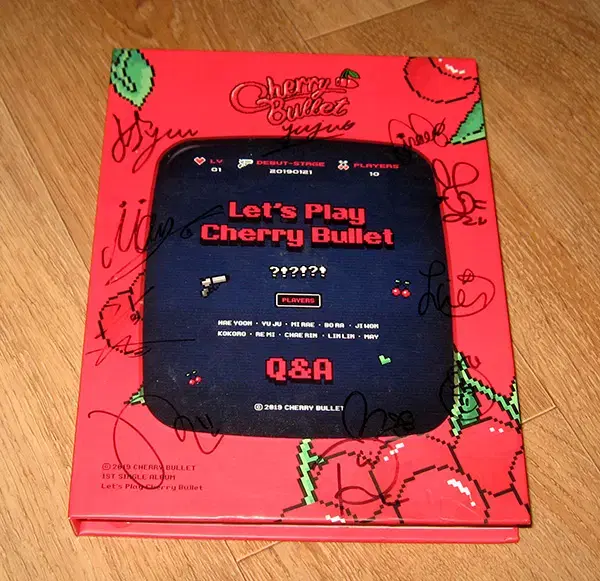 Cherry
Bullet
yuju
LV DEBUT-STAGE PLAYERS
01 20190121 10
Let's Play
Cherry Bullet
?!?!?!
PLAYERS
HAE YOON · YU JU · MI RAE · BO RA · JI WON
KOKORO · RE MI · CHAE RIN · LIN LIN · MAY
Q&A
©2019 CHERRY BULLET
©2019 CHERRY BULLET
1ST SINGLE ALBUM
Let's Play Cherry Bullet